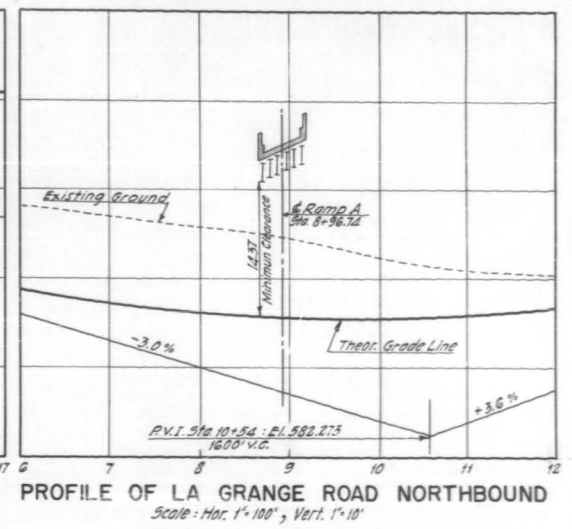 Existing Ground
₵ Ramp A
Sta. 8+96.74
14.37
Minimun Clearance
-3.0%
Theor. Grade Line
+3.6%
P.V.I. Sta. 10+54 : El. 582.273
1600' V.C.
17 6 7 8 9 10 11 12
PROFILE OF LA GRANGE ROAD NORTHBOUND
Scale: Hor. 1"=100', Vert. 1"=10'